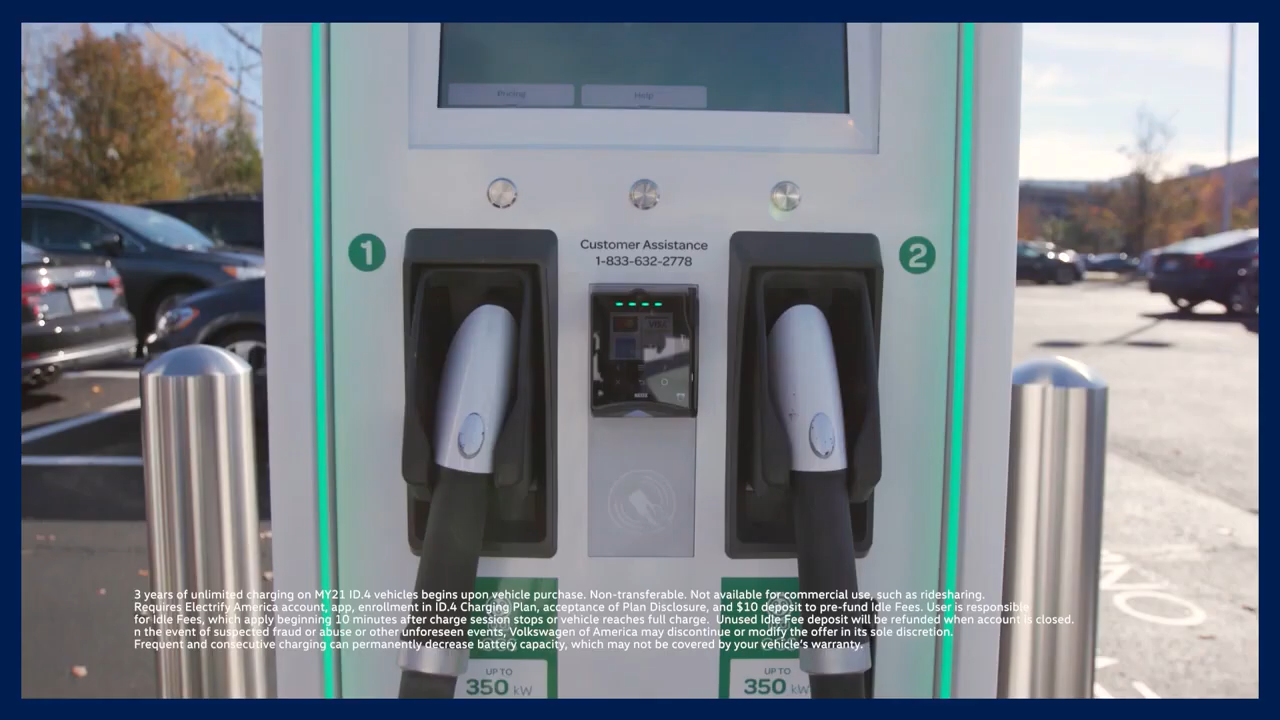 Pricing
Help
Customer Assistance
1-833-632-2778
1
2
VISA
3 years of unlimited charging on MY21 ID.4 vehicles begins upon vehicle purchase. Non-transferable. Not available for commercial use, such as ridesharing.
Requires Electrify America account, app, enrollment in ID.4 Charging Plan, acceptance of Plan Disclosure, and $10 deposit to pre-fund Idle Fees. User is responsible
for Idle Fees, which apply beginning 10 minutes after charge session stops or vehicle reaches full charge. Unused Idle Fee deposit will be refunded when account is closed.
n the event of suspected fraud or abuse or other unforeseen events, Volkswagen of America may discontinue or modify the offer in its sole discretion.
Frequent and consecutive charging can permanently decrease battery capacity, which may not be covered by your vehicle's warranty.
UP TO
350 kW
UP TO
350 kW